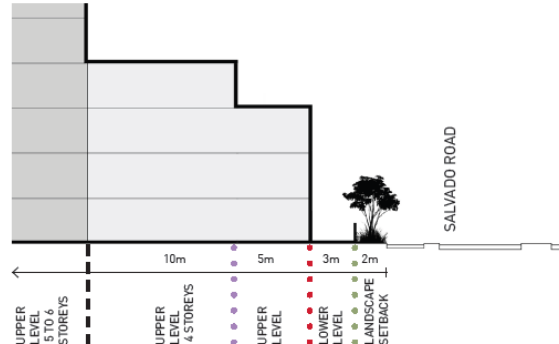 SALVADO ROAD
10m
5m
3m
2m
UPPER
LEVEL
5 TO 6
STOREYS
UPPER
LEVEL
4 STOREYS
UPPER
LEVEL
LOWER
LEVEL
LANDSCAPE
SETBACK